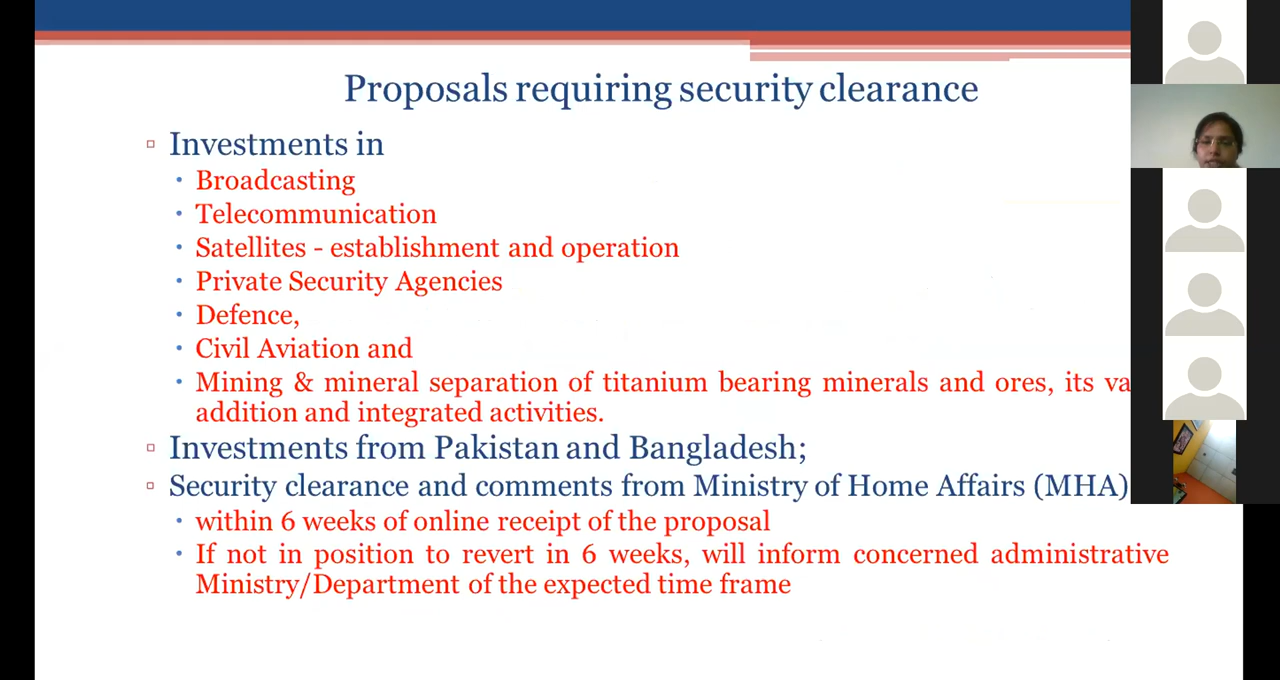 Proposals requiring security clearance
Investments in
Broadcasting
Telecommunication
Satellites - establishment and operation
Private Security Agencies
Defence,
Civil Aviation and
Mining & mineral separation of titanium bearing minerals and ores, its
addition and integrated activities.
Investments from Pakistan and Bangladesh;
Security clearance and comments from Ministry of Home Affairs (MHA)
within 6 weeks of online receipt of the proposal
If not in position to revert in 6 weeks, will inform concerned administrative
Ministry/Department of the expected time frame